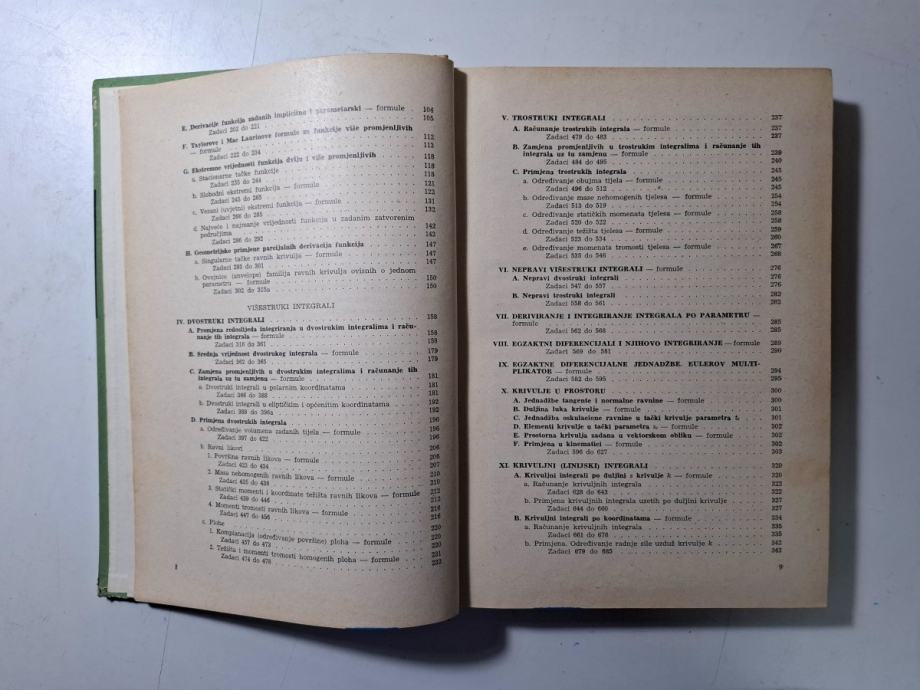 E. Derivacije funkcija zadanih implicitno i parametarski — formule . 104
Zadaci 202 do 221 . 105
F. Taylorove i Mac Laurinove formule za funkcije više promjenljivih
— formule . 112
Zadaci 222 do 234 . 113
G. Ekstremne vrijednosti funkcija dviju i više promjenljivih . 118
a. Stacionarne tačke funkcije . 118
Zadaci 235 do 244 . 118
b. Slobodni ekstremi funkcija — formule . 121
Zadaci 245 do 265 . 122
c. Vezani (uvjetni) ekstremi funkcija — formule . 131
Zadaci 266 do 285 . 132
d. Najveće i najmanje vrijednosti funkcija u zadanim zatvorenim
područjima . 142
Zadaci 286 do 292 . 142
H. Geometrijske primjene parcijalnih derivacija funkcija . 147
a. Singularne tačke ravnih krivulja — formule . 147
Zadaci 293 do 301
b. Ovojnice (anvelope) familija ravnih krivulja ovisnih o jednom
parametru — formule . 150
Zadaci 302 do 315a . 150
VIŠESTRUKI INTEGRALI
IV. DVOSTRUKI INTEGRALI . 158
A. Promjena redoslijeda integriranja u dvostrukim integralima i raču-
nanje tih integrala — formule . 158
Zadaci 316 do 361 . 159
B. Srednja vrijednost dvostrukog integrala — formule . 179
Zadaci 362 do 365 . 179
C. Zamjena promjenljivih u dvostrukim integralima i računanje tih
integrala uz tu zamjenu — formule . 181
a. Dvostruki integrali u polarnim koordinatama . 181
Zadaci 366 do 388 . 181
b. Dvostruki integrali u eliptičkim i općenitim koordinatama . 192
Zadaci 388 do 396a . 192
D. Primjena dvostrukih integrala . 196
a. Određivanje volumena zadanih tijela — formule . 196
Zadaci 397 do 422 . 196
b. Ravni likovi . 206
1. Površina ravnih likova — formule . 206
Zadaci 423 do 434 . 207
2. Masa nehomogenih ravnih likova — formule . 210
Zadaci 435 do 438 . 210
3. Statički momenti i koordinate težišta ravnih likova — formule . 212
Zadaci 439 do 446 . 212
4. Momenti tromosti ravnih likova — formule . 216
Zadaci 447 do 456 . 216
c. Plohe . 220
1. Komplanacija (određivanje površine) ploha — formule . 220
Zadaci 457 do 473 . 220
2. Težišta i momenti tromosti homogenih ploha — formule . 231
Zadaci 474 do 478 . 232
V. TROSTRUKI INTEGRALI . 237
A. Računanje trostrukih integrala — formule . 237
Zadaci 479 do 483 . 237
B. Zamjena promjenljivih u trostrukim integralima i računanje tih
integrala uz tu zamjenu — formule . 239
Zadaci 484 do 495 . 240
C. Primjena trostrukih integrala . 245
a. Određivanje obujma tijela — formule . 245
Zadaci 496 do 512 . 245
b. Određivanje mase nehomogenih tjelesa — formule . 254
Zadaci 513 do 519 . 254
c. Određivanje statičkih momenata tjelesa — formule . 258
Zadaci 520 do 522 . 258
d. Određivanje težišta tjelesa — formule . 259
Zadaci 523 do 534 . 260
e. Određivanje momenata tromosti tjelesa — formule . 267
Zadaci 535 do 546 . 268
VI. NEPRAVI VIŠESTRUKI INTEGRALI — formule . 276
A. Nepravi dvostruki integrali . 276
Zadaci 547 do 557 . 276
B. Nepravi trostruki integrali . 282
Zadaci 558 do 561 . 282
VII. DERIVIRANJE I INTEGRIRANJE INTEGRALA PO PARAMETRU —
formule . 285
Zadaci 562 do 568 . 285
VIII. EGZAKTNI DIFERENCIJALI I NJIHOVO INTEGRIRANJE — formule . 289
Zadaci 569 do 581 . 290
IX. EGZAKTNE DIFERENCIJALNE JEDNADŽBE. EULEROV MULTI-
PLIKATOR — formule . 294
Zadaci 582 do 595 . 295
X. KRIVULJE U PROSTORU . 300
A. Jednadžbe tangente i normalne ravnine — formule . 300
B. Duljina luka krivulje — formule . 301
C. Jednadžba oskulacione ravnine u tački krivulje parametra t₀ . 301
D. Elementi krivulje u tački parametra t₀ — formule . 302
E. Prostorna krivulja zadana u vektorskom obliku — formule . 302
F. Primjena u kinematici . 302
Zadaci 596 do 627 . 303
XI. KRIVULJNI (LINIJSKI) INTEGRALI . 320
A. Krivuljni integrali po duljini s krivulje k — formule . 320
a. Računanje krivuljnih integrala . 322
Zadaci 628 do 643 . 322
b. Primjena krivuljnih integrala uzetih po duljini krivulje . 327
Zadaci 644 do 660 . 327
B. Krivuljni integrali po koordinatama — formule . 334
a. Računanje krivuljnih integrala . 335
Zadaci 661 do 678 . 335
b. Primjena. Određivanje radnje sile uzduž krivulje k . 342
Zadaci 679 do 685 . 342
9